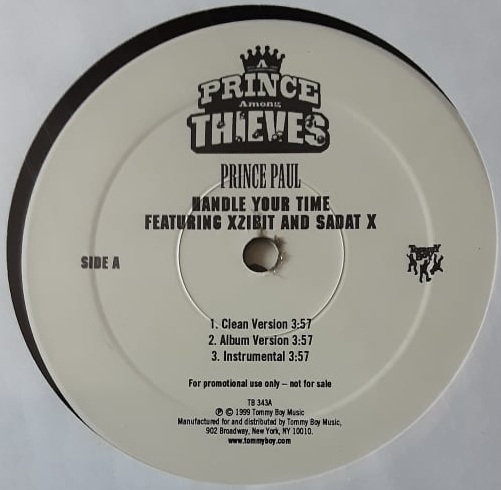 A
PRINCE
Among
THIEVES
PRINCE PAUL
HANDLE YOUR TIME
FEATURING XZIBIT AND SADAT X
SIDE A
Tommy
Boy
1. Clean Version 3:57
2. Album Version 3:57
3. Instrumental 3:57
For promotional use only – not for sale
TB 343A
℗ © 1999 Tommy Boy Music
Manufactured for and distributed by Tommy Boy Music,
902 Broadway, New York, NY 10010.
www.tommyboy.com